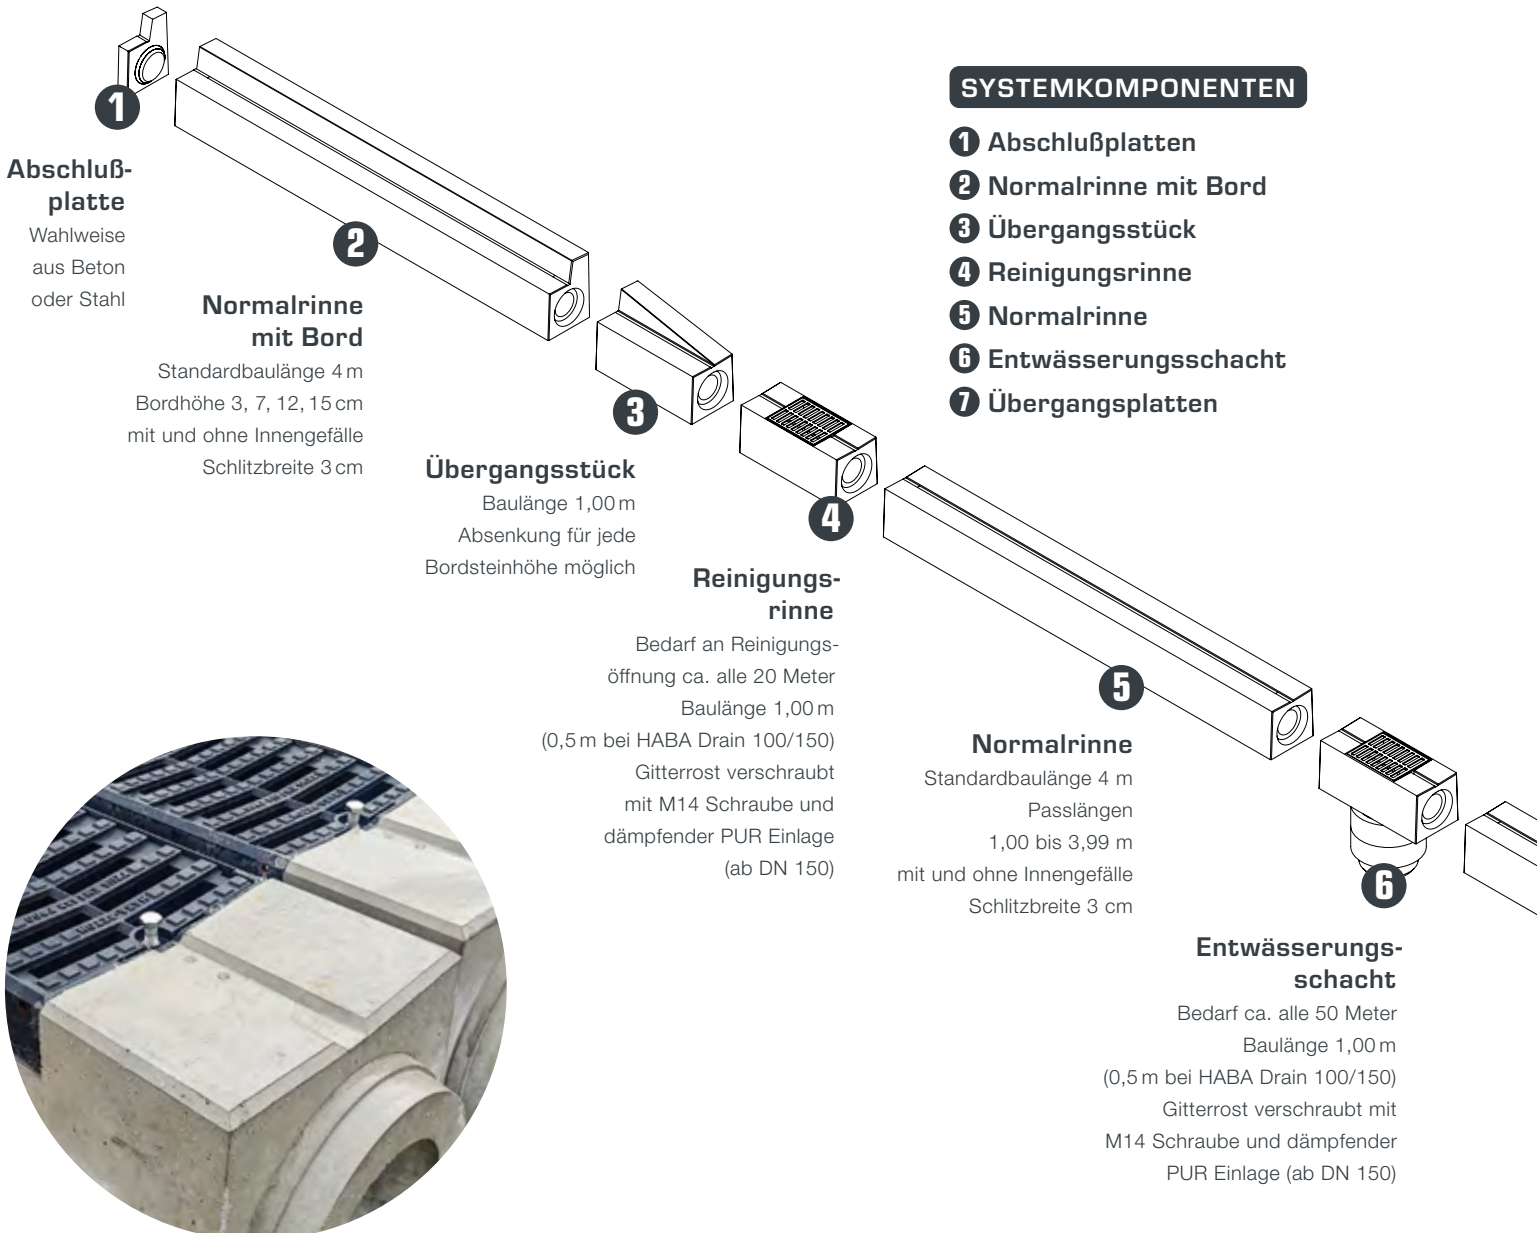 1
Abschluß-
platte
Wahlweise
aus Beton
oder Stahl
2
Normalrinne
mit Bord
Standardbaulänge 4 m
Bordhöhe 3, 7, 12, 15 cm
mit und ohne Innengefälle
Schlitzbreite 3 cm
3
Übergangsstück
Baulänge 1,00 m
Absenkung für jede
Bordsteinhöhe möglich
4
Reinigungs-
rinne
Bedarf an Reinigungs-
öffnung ca. alle 20 Meter
Baulänge 1,00 m
(0,5 m bei HABA Drain 100/150)
Gitterrost verschraubt
mit M14 Schraube und
dämpfender PUR Einlage
(ab DN 150)
5
Normalrinne
Standardbaulänge 4 m
Passlängen
1,00 bis 3,99 m
mit und ohne Innengefälle
Schlitzbreite 3 cm
6
Entwässerungs-
schacht
Bedarf ca. alle 50 Meter
Baulänge 1,00 m
(0,5 m bei HABA Drain 100/150)
Gitterrost verschraubt mit
M14 Schraube und dämpfender
PUR Einlage (ab DN 150)
SYSTEMKOMPONENTEN
1 Abschlußplatten
2 Normalrinne mit Bord
3 Übergangsstück
4 Reinigungsrinne
5 Normalrinne
6 Entwässerungsschacht
7 Übergangsplatten